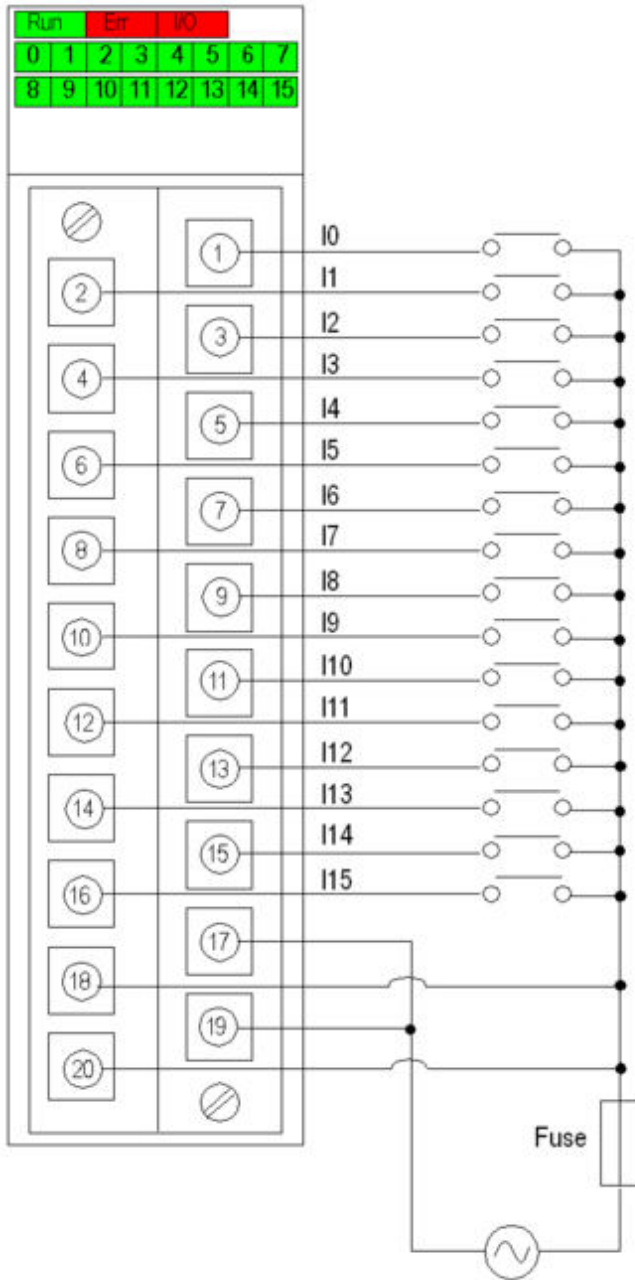 Run Err I/O
0 1 2 3 4 5 6 7
8 9 10 11 12 13 14 15
1 I0
2 I1
3 I2
4 I3
5 I4
6 I5
7 I6
8 I7
9 I8
10 I9
11 I10
12 I11
13 I12
14 I13
15 I14
16 I15
17
18
19
20
Fuse